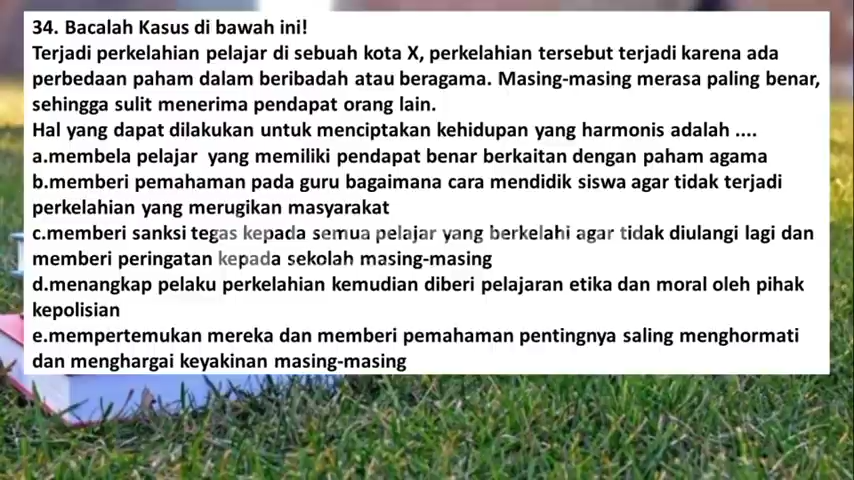 34. Bacalah Kasus di bawah ini!
Terjadi perkelahian pelajar di sebuah kota X, perkelahian tersebut terjadi karena ada
perbedaan paham dalam beribadah atau beragama. Masing-masing merasa paling benar,
sehingga sulit menerima pendapat orang lain.
Hal yang dapat dilakukan untuk menciptakan kehidupan yang harmonis adalah ....
a.membela pelajar yang memiliki pendapat benar berkaitan dengan paham agama
b.memberi pemahaman pada guru bagaimana cara mendidik siswa agar tidak terjadi
perkelahian yang merugikan masyarakat
c.memberi sanksi tegas kepada semua pelajar yang berkelahi agar tidak diulangi lagi dan
memberi peringatan kepada sekolah masing-masing
d.menangkap pelaku perkelahian kemudian diberi pelajaran etika dan moral oleh pihak
kepolisian
e.mempertemukan mereka dan memberi pemahaman pentingnya saling menghormati
dan menghargai keyakinan masing-masing